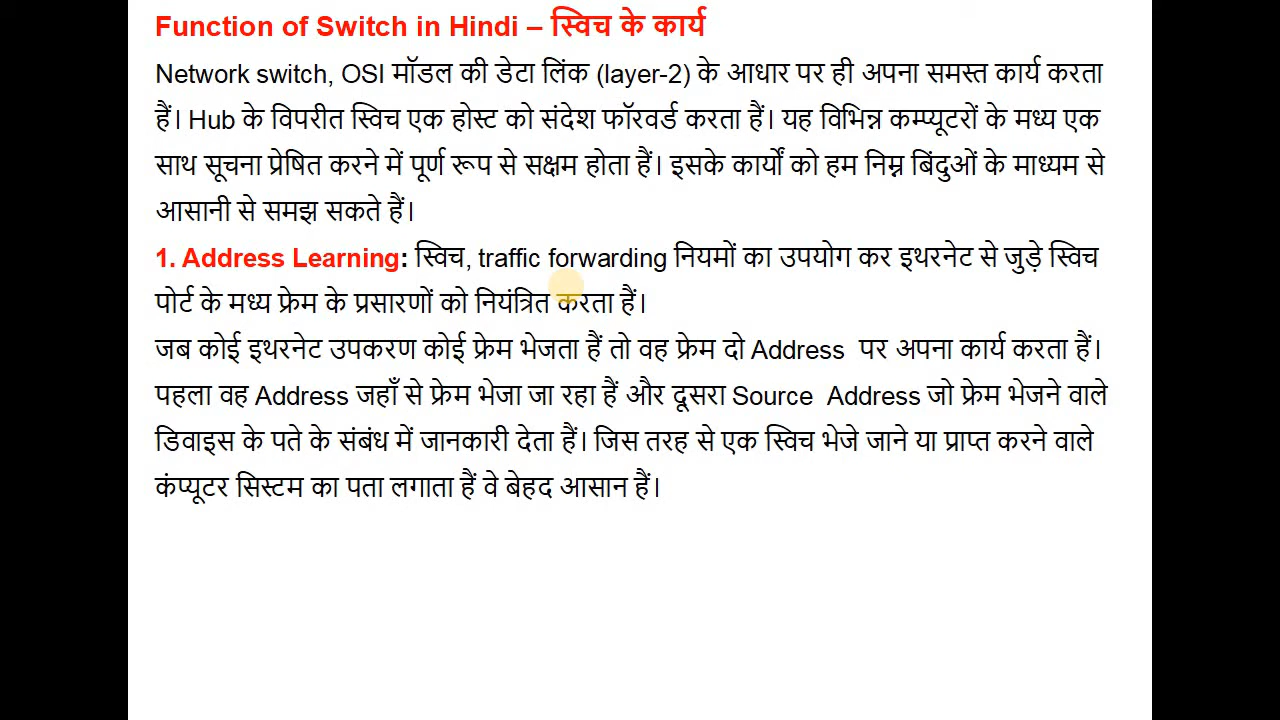 Function of Switch in Hindi – स्विच के कार्य
Network switch, OSI मॉडल की डेटा लिंक (layer-2) के आधार पर ही अपना समस्त कार्य करता
हैं। Hub के विपरीत स्विच एक होस्ट को संदेश फॉरवर्ड करता हैं। यह विभिन्न कम्प्यूटरों के मध्य एक
साथ सूचना प्रेषित करने में पूर्ण रूप से सक्षम होता हैं। इसके कार्यों को हम निम्न बिंदुओं के माध्यम से
आसानी से समझ सकते हैं।
1. Address Learning: स्विच, traffic forwarding नियमों का उपयोग कर इथरनेट से जुड़े स्विच
पोर्ट के मध्य फ्रेम के प्रसारणों को नियंत्रित करता हैं।
जब कोई इथरनेट उपकरण कोई फ्रेम भेजता हैं तो वह फ्रेम दो Address  पर अपना कार्य करता हैं।
पहला वह Address जहाँ से फ्रेम भेजा जा रहा हैं और दूसरा Source  Address जो फ्रेम भेजने वाले
डिवाइस के पते के संबंध में जानकारी देता हैं। जिस तरह से एक स्विच भेजे जाने या प्राप्त करने वाले
कंप्यूटर सिस्टम का पता लगाता हैं वे बेहद आसान हैं।